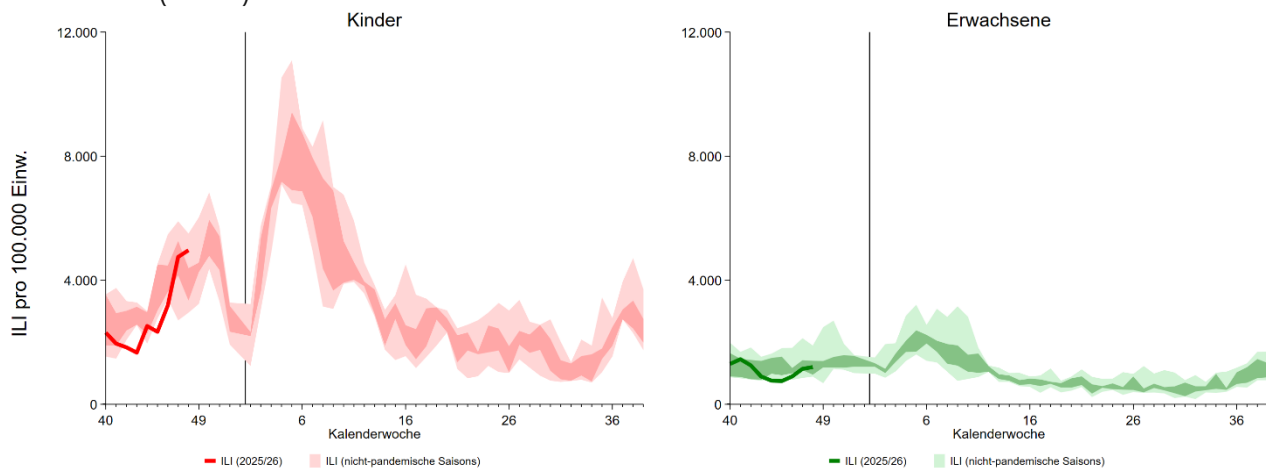 Kinder
12.000
8.000
4.000
0
40
49
6
16
26
36
Kalenderwoche
ILI pro 100.000 Einw.
ILI (2025/26)
ILI (nicht-pandemische Saisons)
Erwachsene
12.000
8.000
4.000
0
40
49
6
16
26
36
Kalenderwoche
ILI (2025/26)
ILI (nicht-pandemische Saisons)